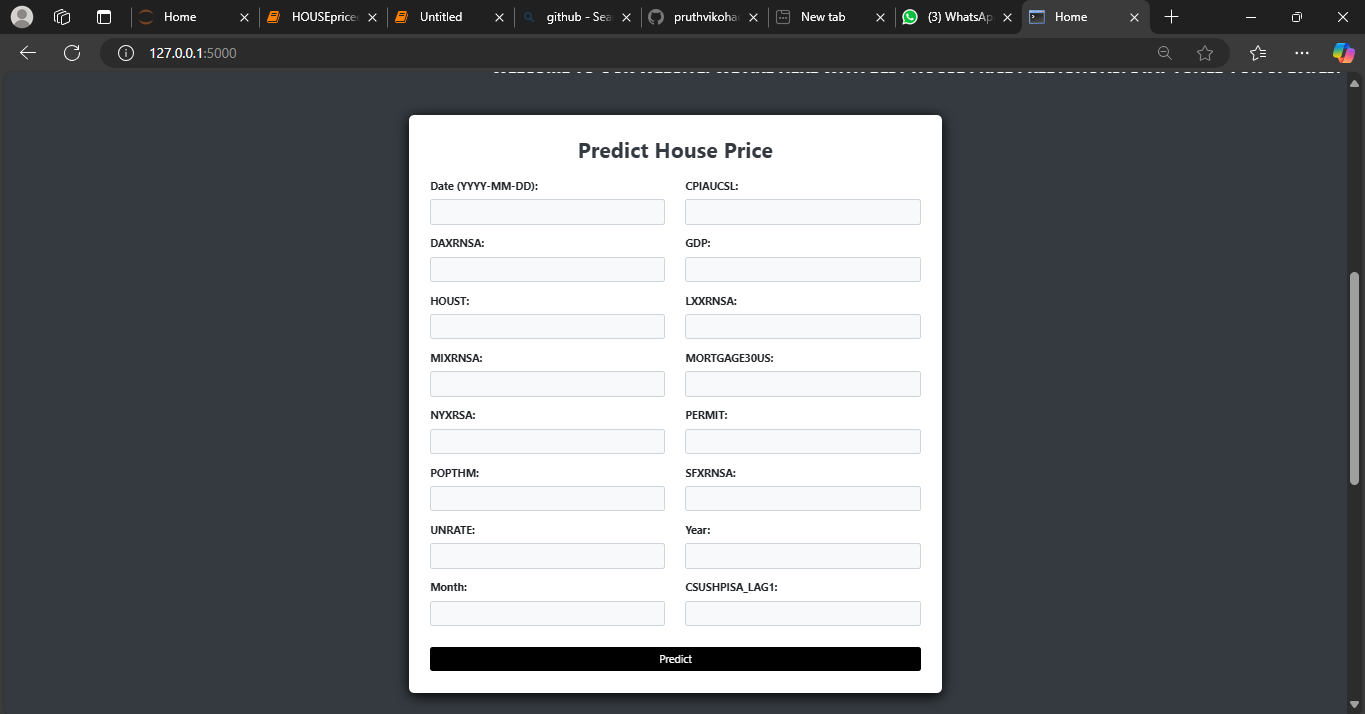 Home
HOUSEprice
Untitled
github - Sea
pruthvikoha
New tab
(3) WhatsAp
Home
127.0.0.1:5000
Predict House Price
Date (YYYY-MM-DD): CPIAUCSL:
DAXRNSA: GDP:
HOUST: LXXRNSA:
MIXRNSA: MORTGAGE30US:
NYXRSA: PERMIT:
POPTHM: SFXRNSA:
UNRATE: Year:
Month: CSUSHPISA_LAG1:
Predict